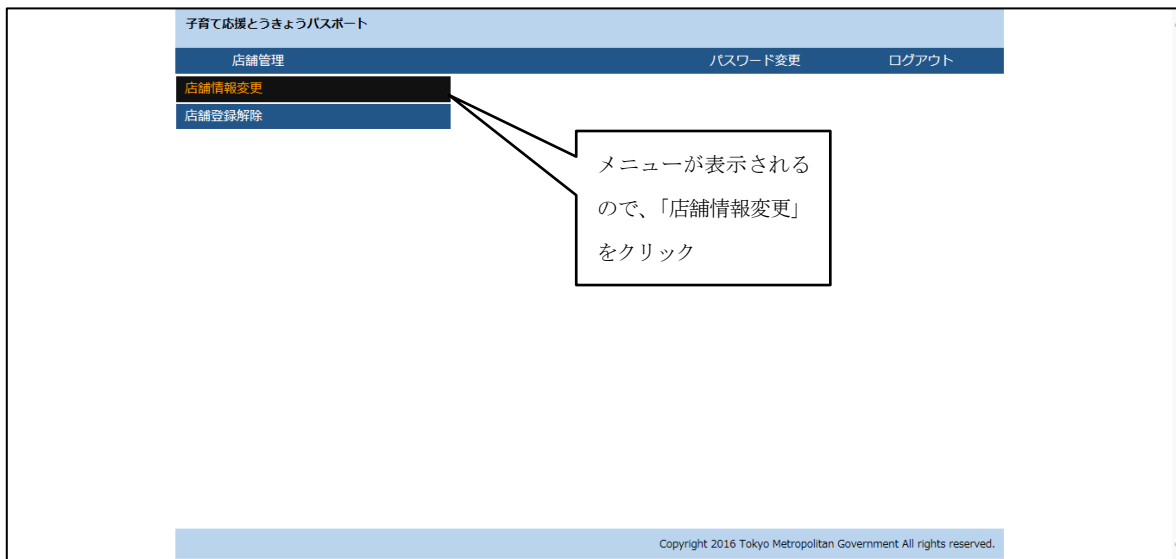 子育て応援とうきょうパスポート
店舗管理 パスワード変更 ログアウト
店舗情報変更
店舗登録解除
メニューが表示される
ので、「店舗情報変更」
をクリック
Copyright 2016 Tokyo Metropolitan Government All rights reserved.